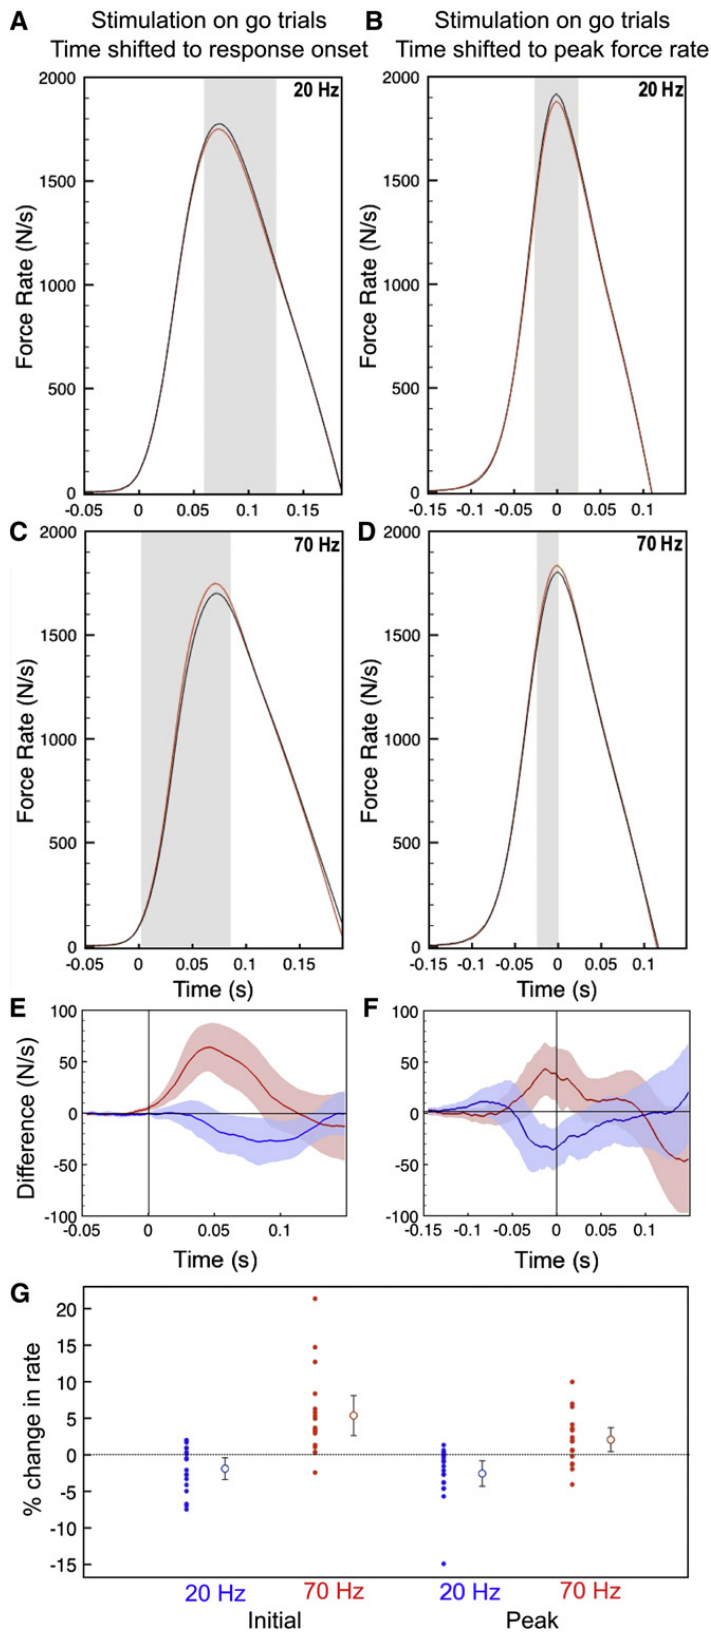 A Stimulation on go trials
Time shifted to response onset
B Stimulation on go trials
Time shifted to peak force rate
20 Hz
2000
1500
1000
500
0
Force Rate (N/s)
-0.05 0 0.05 0.1 0.15
20 Hz
2000
1500
1000
500
0
Force Rate (N/s)
-0.15 -0.1 -0.05 0 0.05 0.1
C
70 Hz
2000
1500
1000
500
0
Force Rate (N/s)
-0.05 0 0.05 0.1 0.15
Time (s)
D
70 Hz
2000
1500
1000
500
0
Force Rate (N/s)
-0.15 -0.1 -0.05 0 0.05 0.1
Time (s)
E
100
50
0
-50
-100
Difference (N/s)
-0.05 0 0.05 0.1
Time (s)
F
100
50
0
-50
-100
-0.15 -0.1 -0.05 0 0.05 0.1
Time (s)
G
20
15
10
5
0
-5
-10
-15
% change in rate
20 Hz 70 Hz 20 Hz 70 Hz
Initial Peak